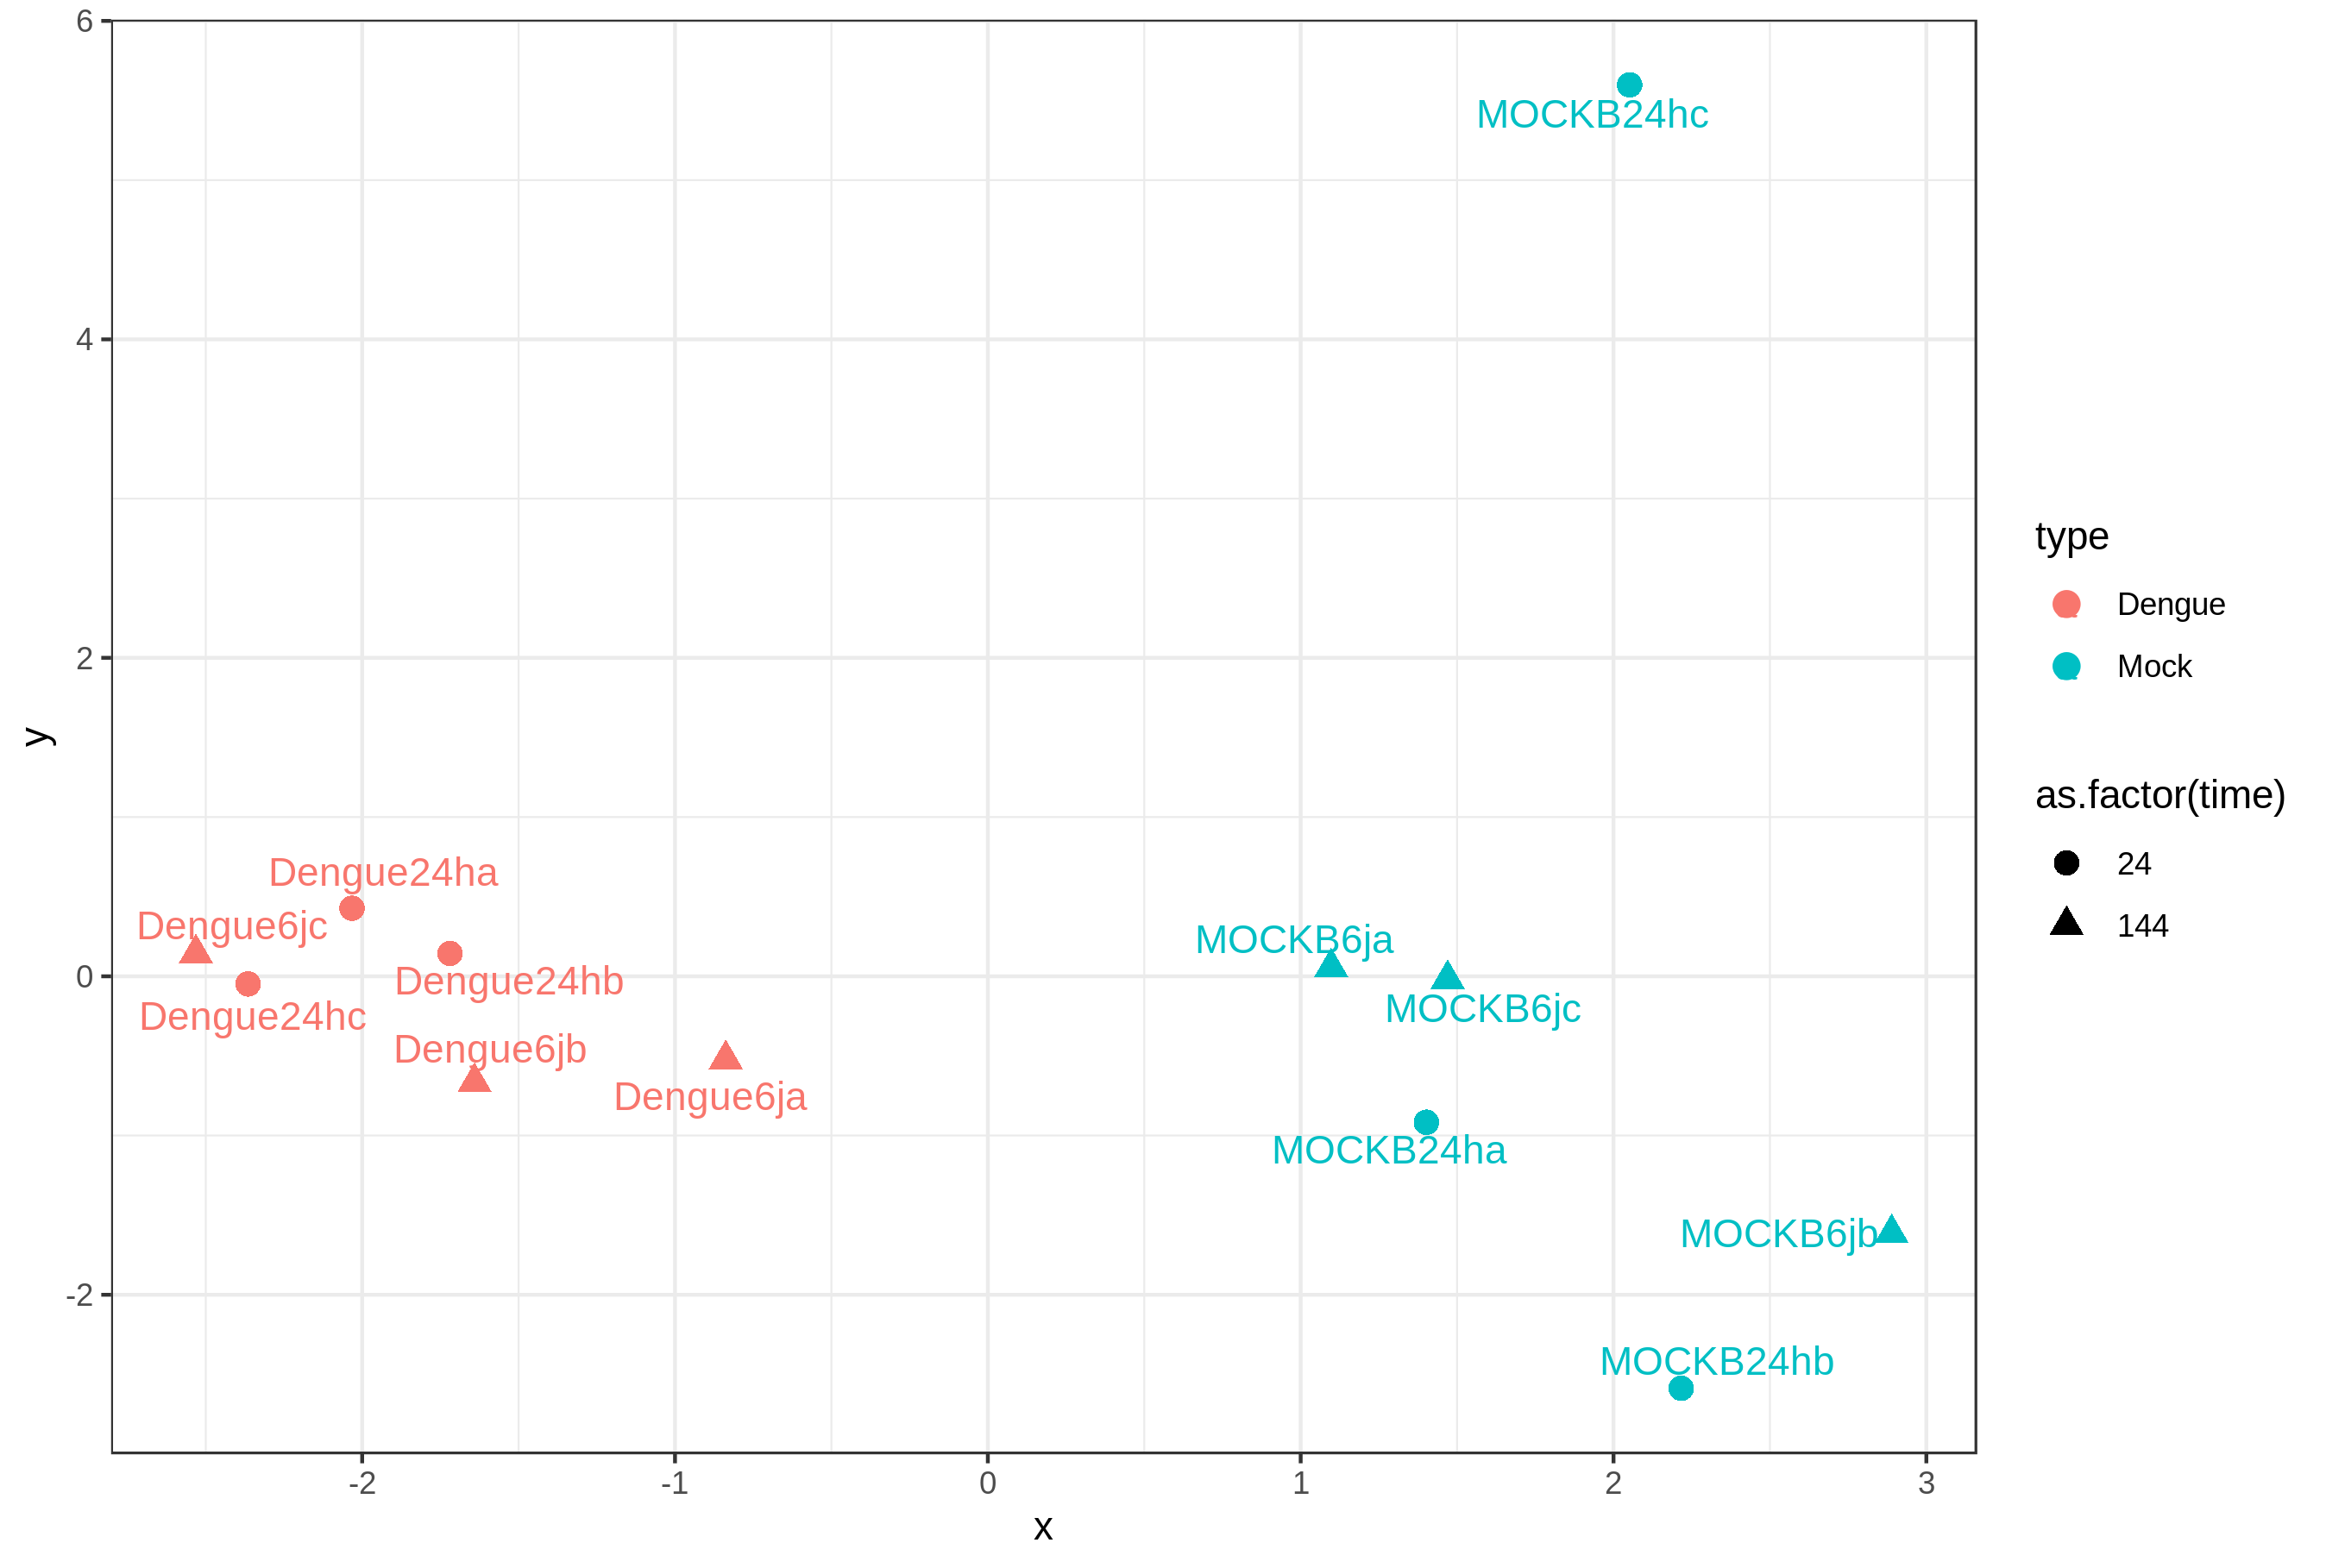 6
4
2
0
-2
y
MOCKB24hc
Dengue24ha
Dengue6jc
Dengue24hb
Dengue24hc
Dengue6jb
Dengue6ja
MOCKB6ja
MOCKB6jc
MOCKB24ha
MOCKB6jb
MOCKB24hb
-2
-1
0
1
2
3
x
type
Dengue
Mock
as.factor(time)
24
144